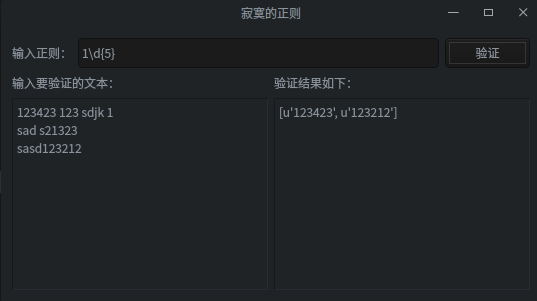 寂寞的正则
输入正则： 1\d{5} 验证
输入要验证的文本： 验证结果如下：
123423 123 sdjk 1 [u'123423', u'123212']
sad s21323
sasd123212